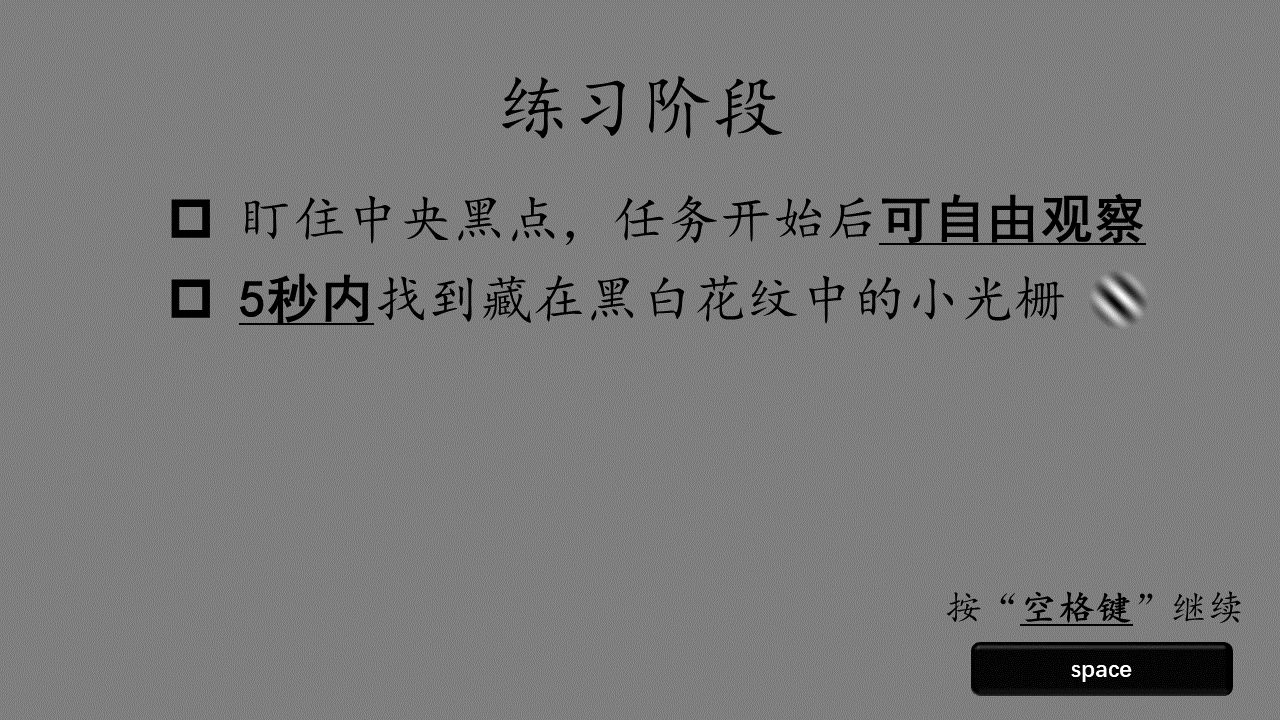 练习阶段
盯住中央黑点，任务开始后可自由观察
5秒内找到藏在黑白花纹中的小光栅
按“空格键”继续
space